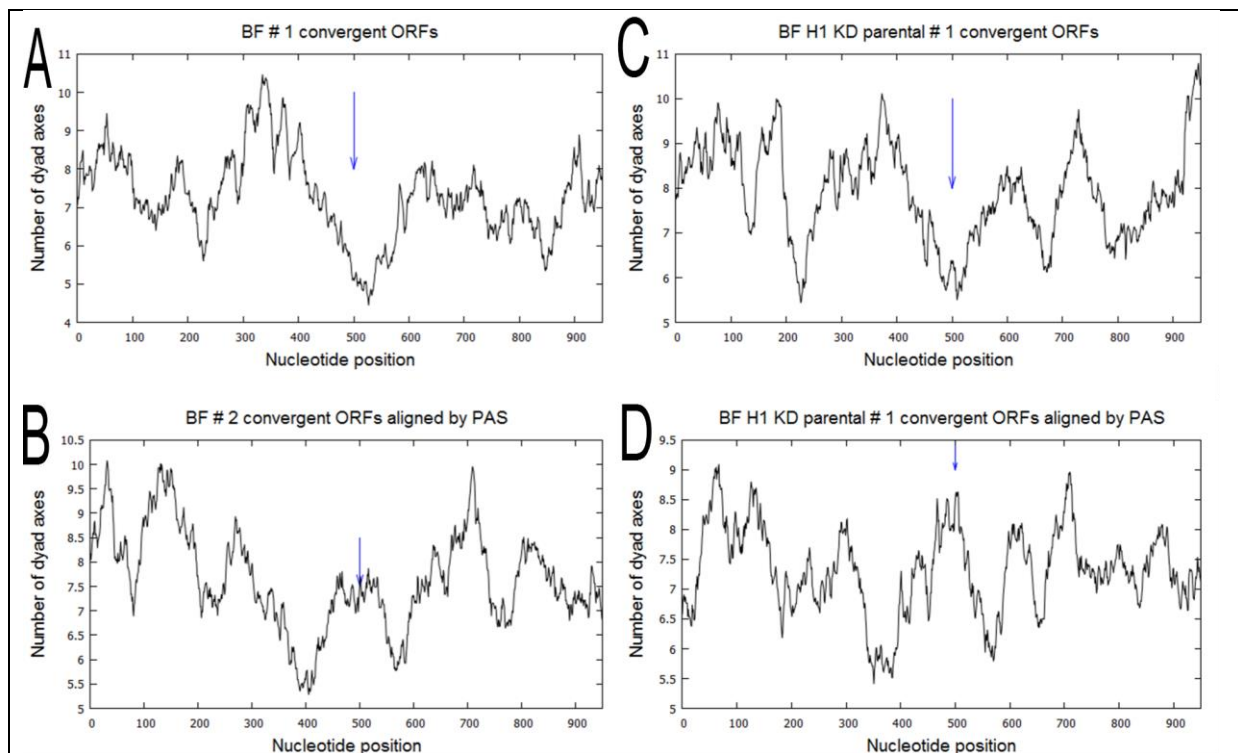 A
BF # 1 convergent ORFs
Number of dyad axes
11
10
9
8
7
6
5
4
0 100 200 300 400 500 600 700 800 900
Nucleotide position
C
BF H1 KD parental # 1 convergent ORFs
Number of dyad axes
11
10
9
8
7
6
5
0 100 200 300 400 500 600 700 800 900
Nucleotide position
B
BF # 2 convergent ORFs aligned by PAS
Number of dyad axes
10.5
10
9.5
9
8.5
8
7.5
7
6.5
6
5.5
5
0 100 200 300 400 500 600 700 800 900
Nucleotide position
D
BF H1 KD parental # 1 convergent ORFs aligned by PAS
Number of dyad axes
9.5
9
8.5
8
7.5
7
6.5
6
5.5
5
0 100 200 300 400 500 600 700 800 900
Nucleotide position